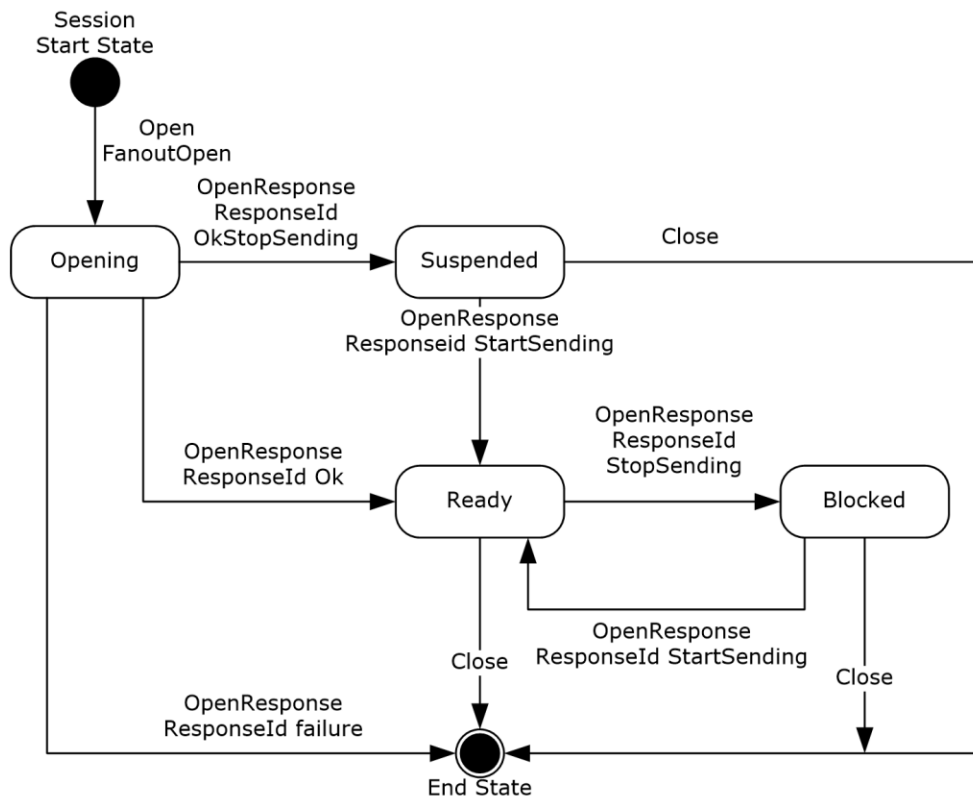 Session
Start State
Open
FanoutOpen
OpenResponse
ResponseId
OkStopSending
Opening
Suspended
Close
OpenResponse
Responseid StartSending
OpenResponse
ResponseId
StopSending
OpenResponse
ResponseId Ok
Ready
Blocked
OpenResponse
ResponseId StartSending
Close
Close
OpenResponse
ResponseId failure
End State